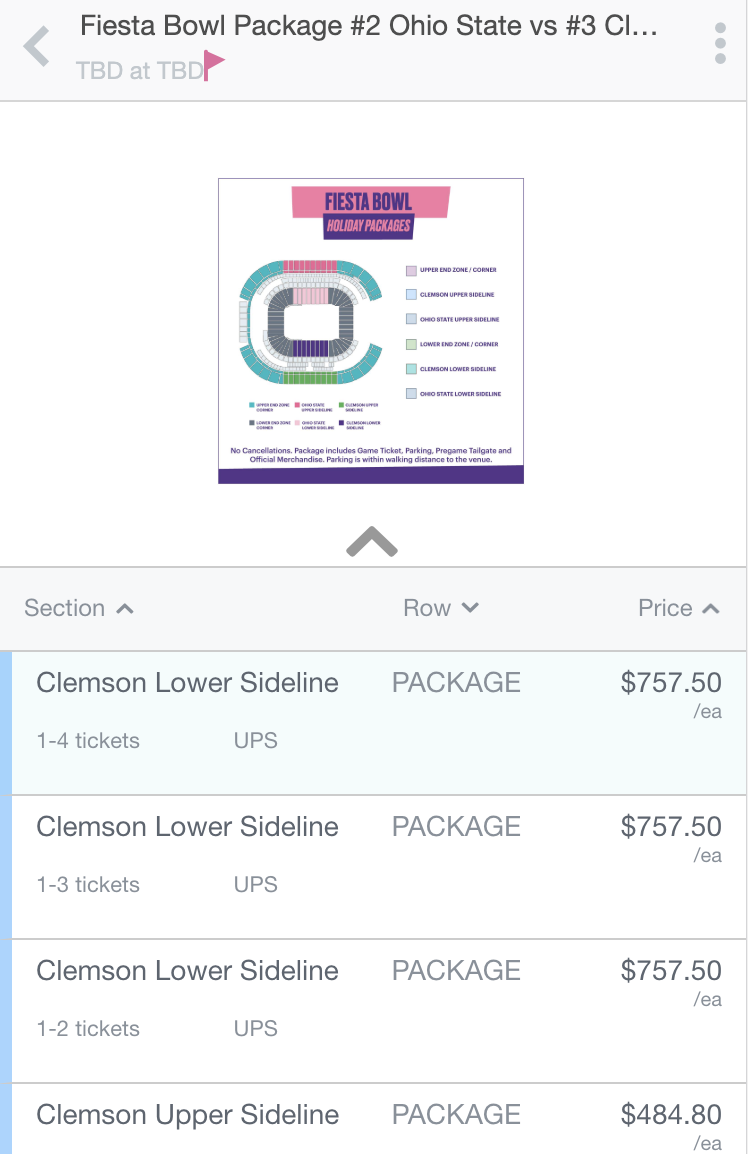 Fiesta Bowl Package #2 Ohio State vs #3 Cl...
TBD at TBD
FIESTA BOWL
HOLIDAY PACKAGES
UPPER END ZONE / CORNER
CLEMSON UPPER SIDELINE
OHIO STATE UPPER SIDELINE
LOWER END ZONE / CORNER
CLEMSON LOWER SIDELINE
OHIO STATE LOWER SIDELINE
UPPER END ZONE CORNER
OHIO STATE UPPER SIDELINE
CLEMSON UPPER SIDELINE
LOWER END ZONE CORNER
OHIO STATE LOWER SIDELINE
CLEMSON LOWER SIDELINE
No Cancellations. Package includes Game Ticket, Parking, Pregame Tailgate and
Official Merchandise. Parking is within walking distance to the venue.
Section Row Price
Clemson Lower Sideline PACKAGE $757.50
/ea
1-4 tickets UPS
Clemson Lower Sideline PACKAGE $757.50
/ea
1-3 tickets UPS
Clemson Lower Sideline PACKAGE $757.50
/ea
1-2 tickets UPS
Clemson Upper Sideline PACKAGE $484.80
/ea